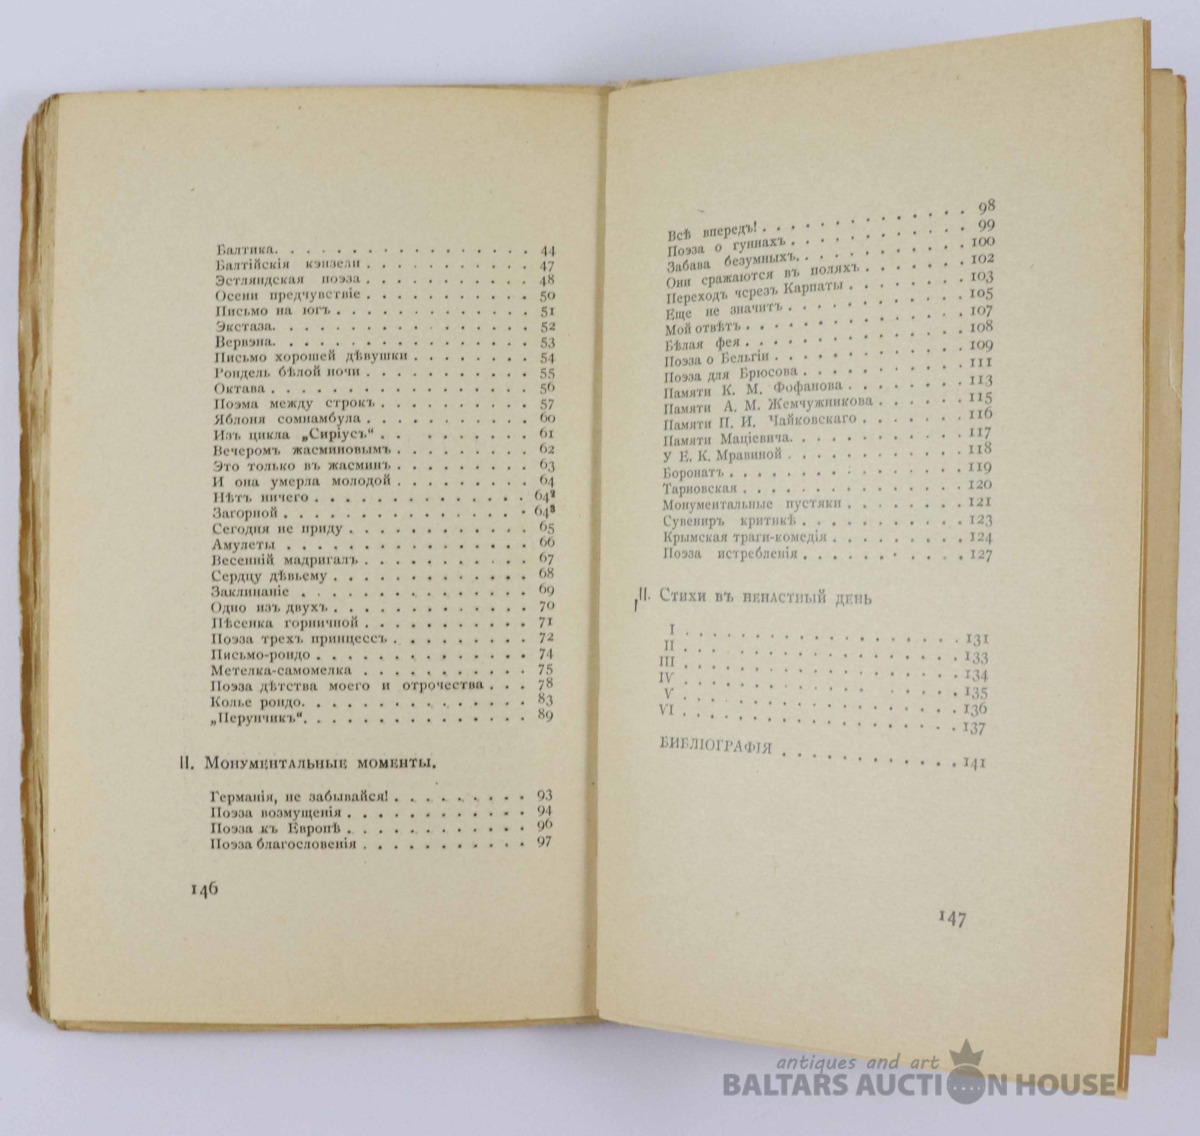 Балтика. . . . . . . . . . . . . . . . 44
Балтійскія кэнзели . . . . . . . . . . . 47
Эстляндская поэза . . . . . . . . . . . 48
Осени предчувствіе . . . . . . . . . . . 50
Письмо на югъ . . . . . . . . . . . . . 51
Экстаза. . . . . . . . . . . . . . . . 52
Вервэна. . . . . . . . . . . . . . . . 53
Письмо хорошей дѣвушки . . . . . . . . 54
Рондель бѣлой ночи . . . . . . . . . . . 55
Октава . . . . . . . . . . . . . . . . 56
Поэма между строкъ . . . . . . . . . . 57
Яблоня сомнамбула . . . . . . . . . . . 60
Изъ цикла „Сиріусъ“ . . . . . . . . . . 61
Вечеромъ жасминовымъ . . . . . . . . . 62
Это только въ жасминъ . . . . . . . . . 63
И она умерла молодой . . . . . . . . . 64
Нѣтъ ничего . . . . . . . . . . . . . . 64²
Загорной . . . . . . . . . . . . . . . 64³
Сегодня не приду . . . . . . . . . . . . 65
Амулеты . . . . . . . . . . . . . . . 66
Весенній мадригалъ . . . . . . . . . . . 67
Сердцу дѣвьему . . . . . . . . . . . . . 68
Заклинаніе . . . . . . . . . . . . . . 69
Одно изъ двухъ . . . . . . . . . . . . . 70
Пѣсенка горничной . . . . . . . . . . . 71
Поэза трехъ принцессъ . . . . . . . . . 72
Письмо-рондо . . . . . . . . . . . . . . 74
Метелка-самомелка . . . . . . . . . . . 75
Поэза дѣтства моего и отрочества . . . 78
Колье рондо. . . . . . . . . . . . . . 83
„Перунчикъ“. . . . . . . . . . . . . . 89
II. Монументальные моменты.
Германія, не забывайся! . . . . . . . . . 93
Поэза возмущенія . . . . . . . . . . . . 94
Поэза къ Европѣ . . . . . . . . . . . . 96
Поэза благословенія . . . . . . . . . . . 97
146
Всѣ впередъ! . . . . . . . . . . . . . 98
Поэза о гуннахъ . . . . . . . . . . . . 99
Забава безумныхъ. . . . . . . . . . . . 100
Они сражаются въ поляхъ . . . . . . . 102
Переходъ черезъ Карпаты . . . . . . . . 103
Еще не значитъ . . . . . . . . . . . . 105
Мой отвѣтъ . . . . . . . . . . . . . . 107
Бѣлая фея . . . . . . . . . . . . . . 108
Поэза о Бельгіи . . . . . . . . . . . . 109
Поэза для Брюсова . . . . . . . . . . . 111
Памяти К. М. Фофанова . . . . . . . . 113
Памяти А. М. Жемчужникова . . . . . . 115
Памяти П. И. Чайковскаго . . . . . . . 116
Памяти Маціевича. . . . . . . . . . . . 117
У Е. К. Мравиной . . . . . . . . . . . 118
Боронатъ . . . . . . . . . . . . . . . 119
Тарновская . . . . . . . . . . . . . . 120
Монументальные пустяки . . . . . . . . 121
Сувениръ критикѣ . . . . . . . . . . . 123
Крымская траги-комедія . . . . . . . . . 124
Поэза истребленія . . . . . . . . . . . 127
II. Стихи въ ненастный день
I . . . . . . . . . . . . . . . . . 131
II . . . . . . . . . . . . . . . . . 133
III . . . . . . . . . . . . . . . . . 134
IV . . . . . . . . . . . . . . . . . 135
V . . . . . . . . . . . . . . . . . 136
VI . . . . . . . . . . . . . . . . . 137
БИБЛІОГРАФІЯ . . . . . . . . . . . . 141
147
antiques and art
BALTARS AUCTION HOUSE